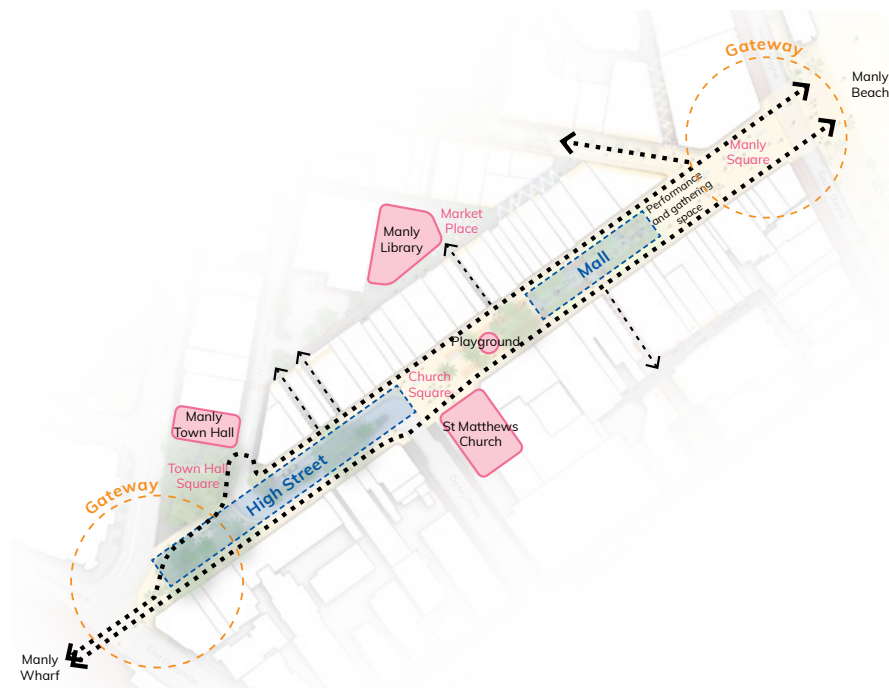 Gateway
Manly
Beach
Manly
Square
Performance
and gathering
space
Market
Place
Manly
Library
Mall
Playground
Church
Square
St Matthews
Church
Manly
Town Hall
Town Hall
Square
High Street
Gateway
Manly
Wharf